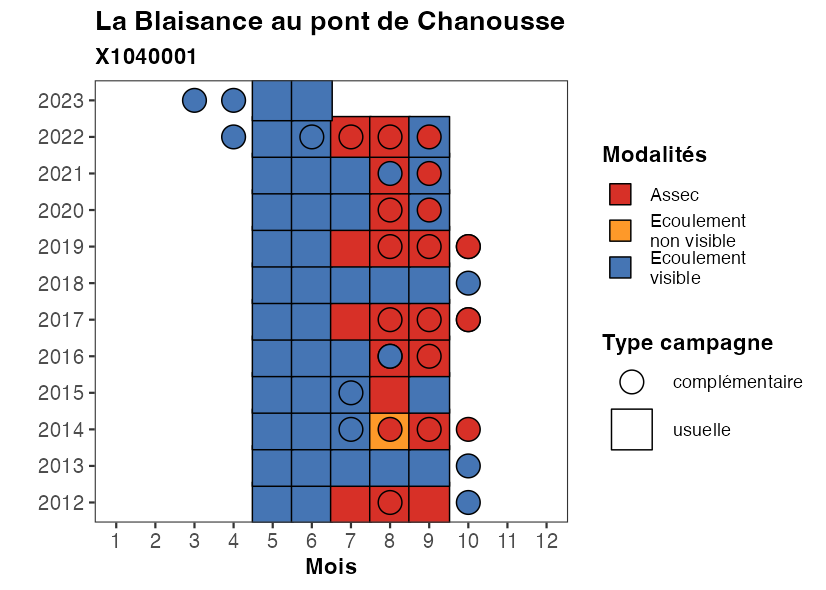 La Blaisance au pont de Chanousse
X1040001
2023
2022
2021
2020
2019
2018
2017
2016
2015
2014
2013
2012
1 2 3 4 5 6 7 8 9 10 11 12
Mois
Modalités
Assec
Ecoulement
non visible
Ecoulement
visible
Type campagne
complémentaire
usuelle